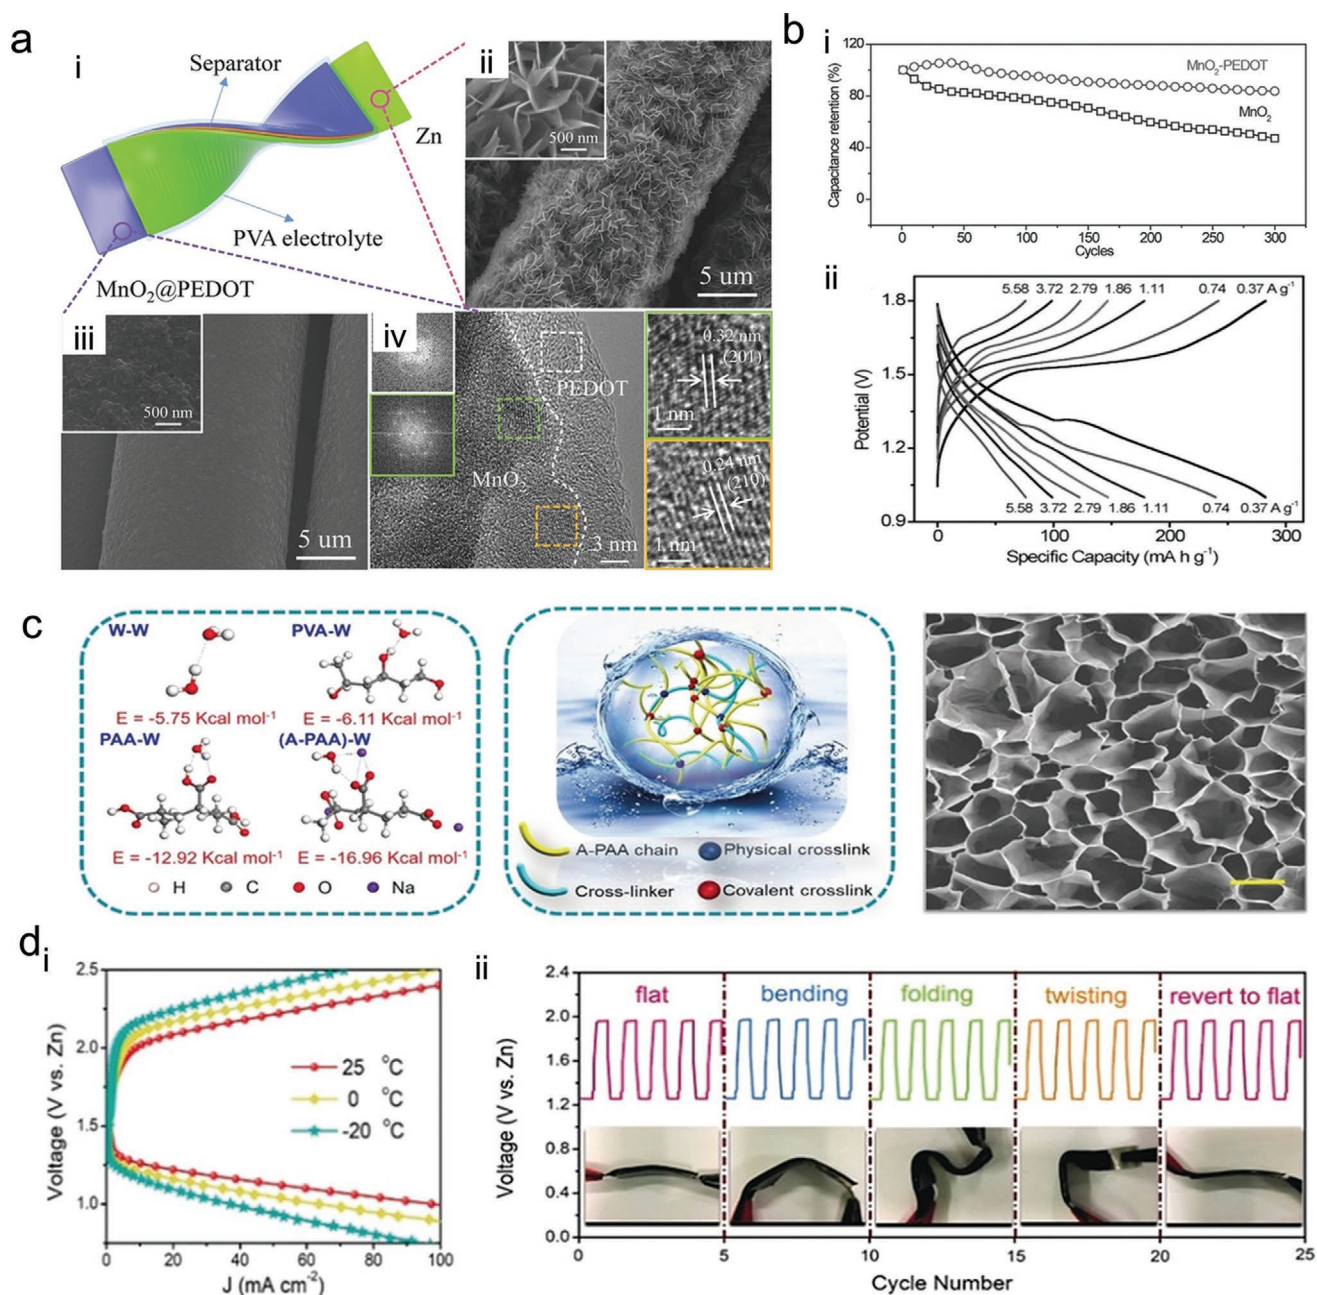 a
i
Separator
Zn
PVA electrolyte
MnO2@PEDOT
ii
500 nm
5 um
iii
500 nm
5 um
iv
PEDOT
MnO2
3 nm
0.32 nm
(201)
1 nm
0.24 nm
(210)
1 nm
b
i
Capacitance retention (%)
120
80
40
0
MnO2-PEDOT
MnO2
0 50 100 150 200 250 300
Cycles
ii
Potential (V)
1.8
1.5
1.2
0.9
5.58 3.72 2.79 1.86 1.11 0.74 0.37 A g-1
5.58 3.72 2.79 1.86 1.11 0.74 0.37 A g-1
0 100 200 300
Specific Capacity (mA h g-1)
c
W-W
E = -5.75 Kcal mol-1
PVA-W
E = -6.11 Kcal mol-1
PAA-W
E = -12.92 Kcal mol-1
(A-PAA)-W
E = -16.96 Kcal mol-1
H C O Na
A-PAA chain
Physical crosslink
Cross-linker
Covalent crosslink
d
i
Voltage (V vs. Zn)
2.5
2.0
1.5
1.0
25 °C
0 °C
-20 °C
0 20 40 60 80 100
J (mA cm-2)
ii
Voltage (V vs. Zn)
2.4
2.0
1.6
1.2
0.8
0.4
0.0
flat
bending
folding
twisting
revert to flat
0 5 10 15 20 25
Cycle Number